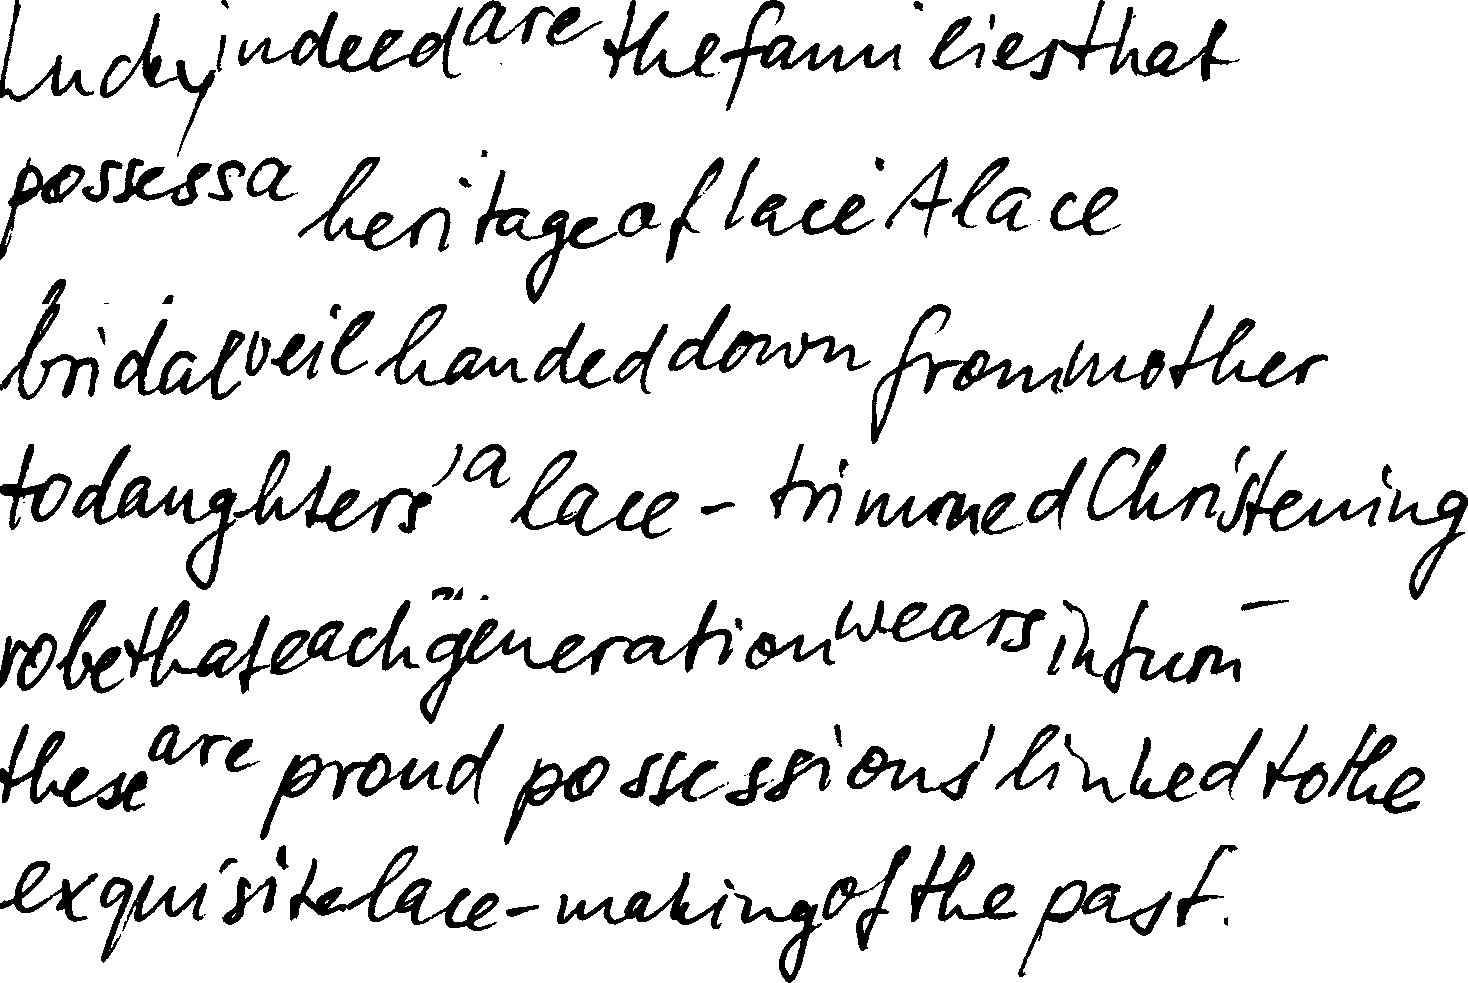 Lucky indeed are the families that
possess a heritage of lace. A lace
bridal veil handed down from mother
to daughters, a lace-trimmed Christening
robe that each generation wears in turn -
these are proud possessions linked to the
exquisite lace-making of the past.